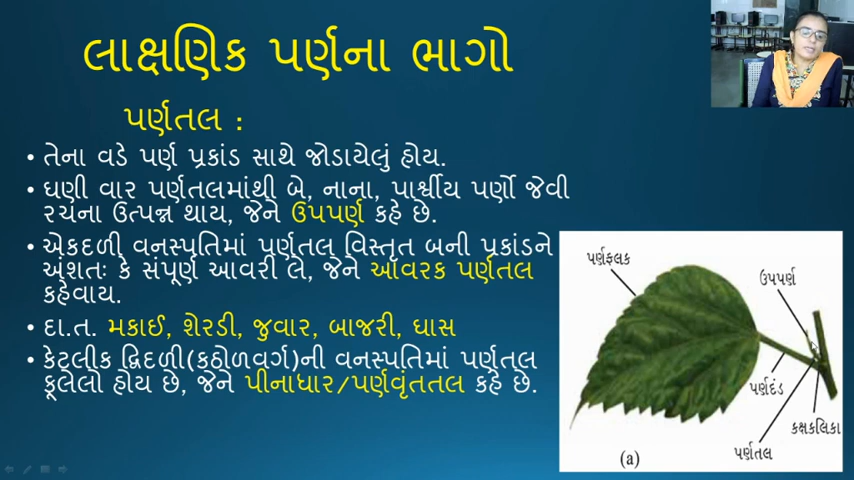 લાક્ષણિક પર્ણના ભાગો
પર્ણતલ :
• તેના વડે પર્ણ પ્રકાંડ સાથે જોડાયેલું હોય.
• ઘણી વાર પર્ણતલમાંથી બે, નાના, પાર્શ્વીય પર્ણો જેવી
રચના ઉત્પન્ન થાય, જેને ઉપપર્ણ કહે છે.
• એકદળી વનસ્પતિમાં પર્ણતલ વિસ્તૃત બની પ્રકાંડને
અંશતઃ કે સંપૂર્ણ આવરી લે, જેને આવરક પર્ણતલ
કહેવાય.
• દા.ત. મકાઈ, શેરડી, જુવાર, બાજરી, ઘાસ
• કેટલીક દ્વિદળી(કઠોળવર્ગ)ની વનસ્પતિમાં પર્ણતલ
ફૂલેલો હોય છે, જેને પીનાધાર/પર્ણવૃંતતલ કહે છે.
પર્ણફલક
ઉપપર્ણ
પર્ણદંડ
કક્ષકલિકા
પર્ણતલ
(a)